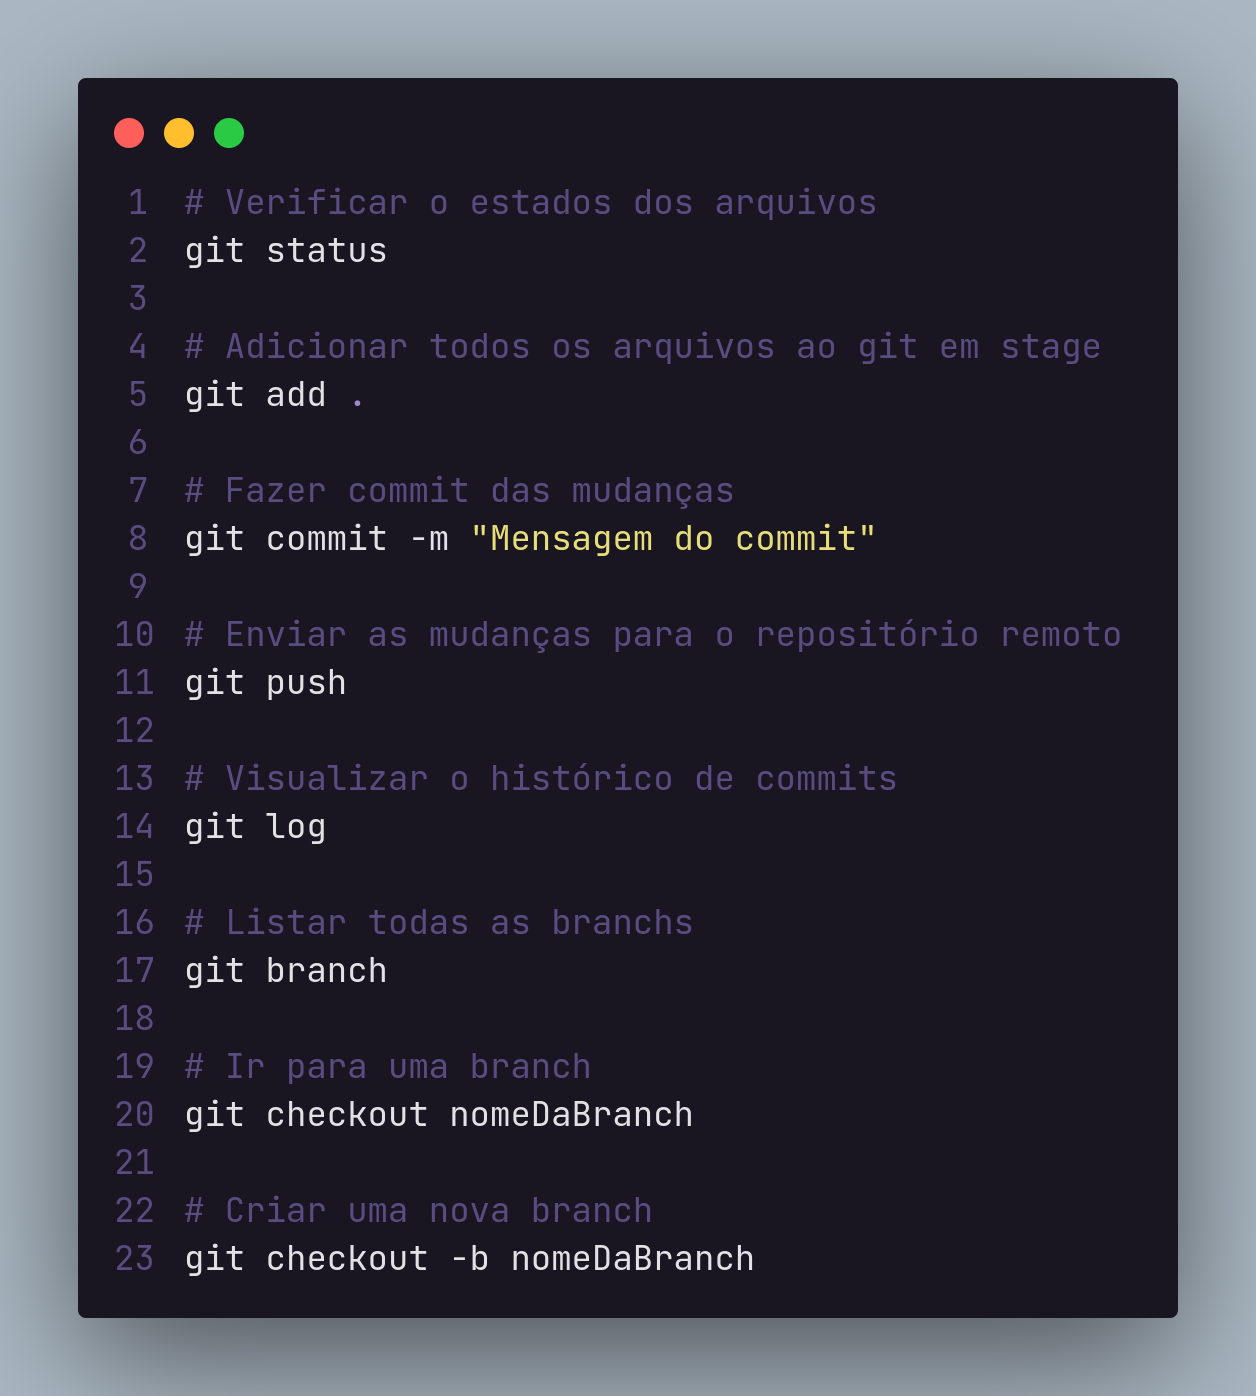 1 # Verificar o estados dos arquivos
2 git status
3
4 # Adicionar todos os arquivos ao git em stage
5 git add .
6
7 # Fazer commit das mudanças
8 git commit -m "Mensagem do commit"
9
10 # Enviar as mudanças para o repositório remoto
11 git push
12
13 # Visualizar o histórico de commits
14 git log
15
16 # Listar todas as branchs
17 git branch
18
19 # Ir para uma branch
20 git checkout nomeDaBranch
21
22 # Criar uma nova branch
23 git checkout -b nomeDaBranch